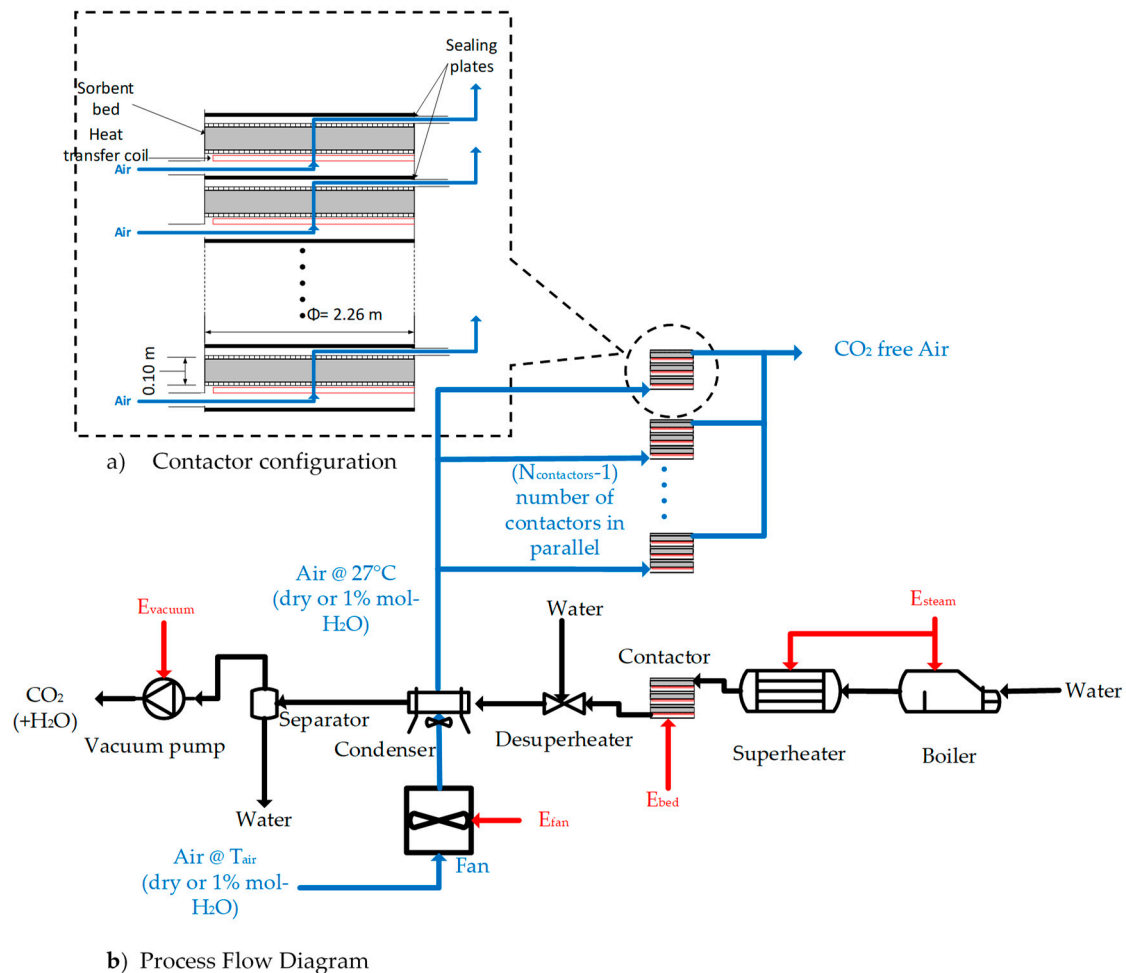 Sealing
plates
Sorbent
bed
Heat
transfer coil
Air
Air
Φ= 2.26 m
0.10 m
Air
a) Contactor configuration
CO₂ free Air
(Ncontactors-1)
number of
contactors in
parallel
Air @ 27°C
(dry or 1% mol-
H₂O)
Evacuum
Water
Esteam
Contactor
CO₂
(+H₂O)
Vacuum pump
Separator
Condenser
Desuperheater
Superheater
Boiler
Water
Water
Ebed
Efan
Fan
Air @ Tair
(dry or 1% mol-
H₂O)
b) Process Flow Diagram